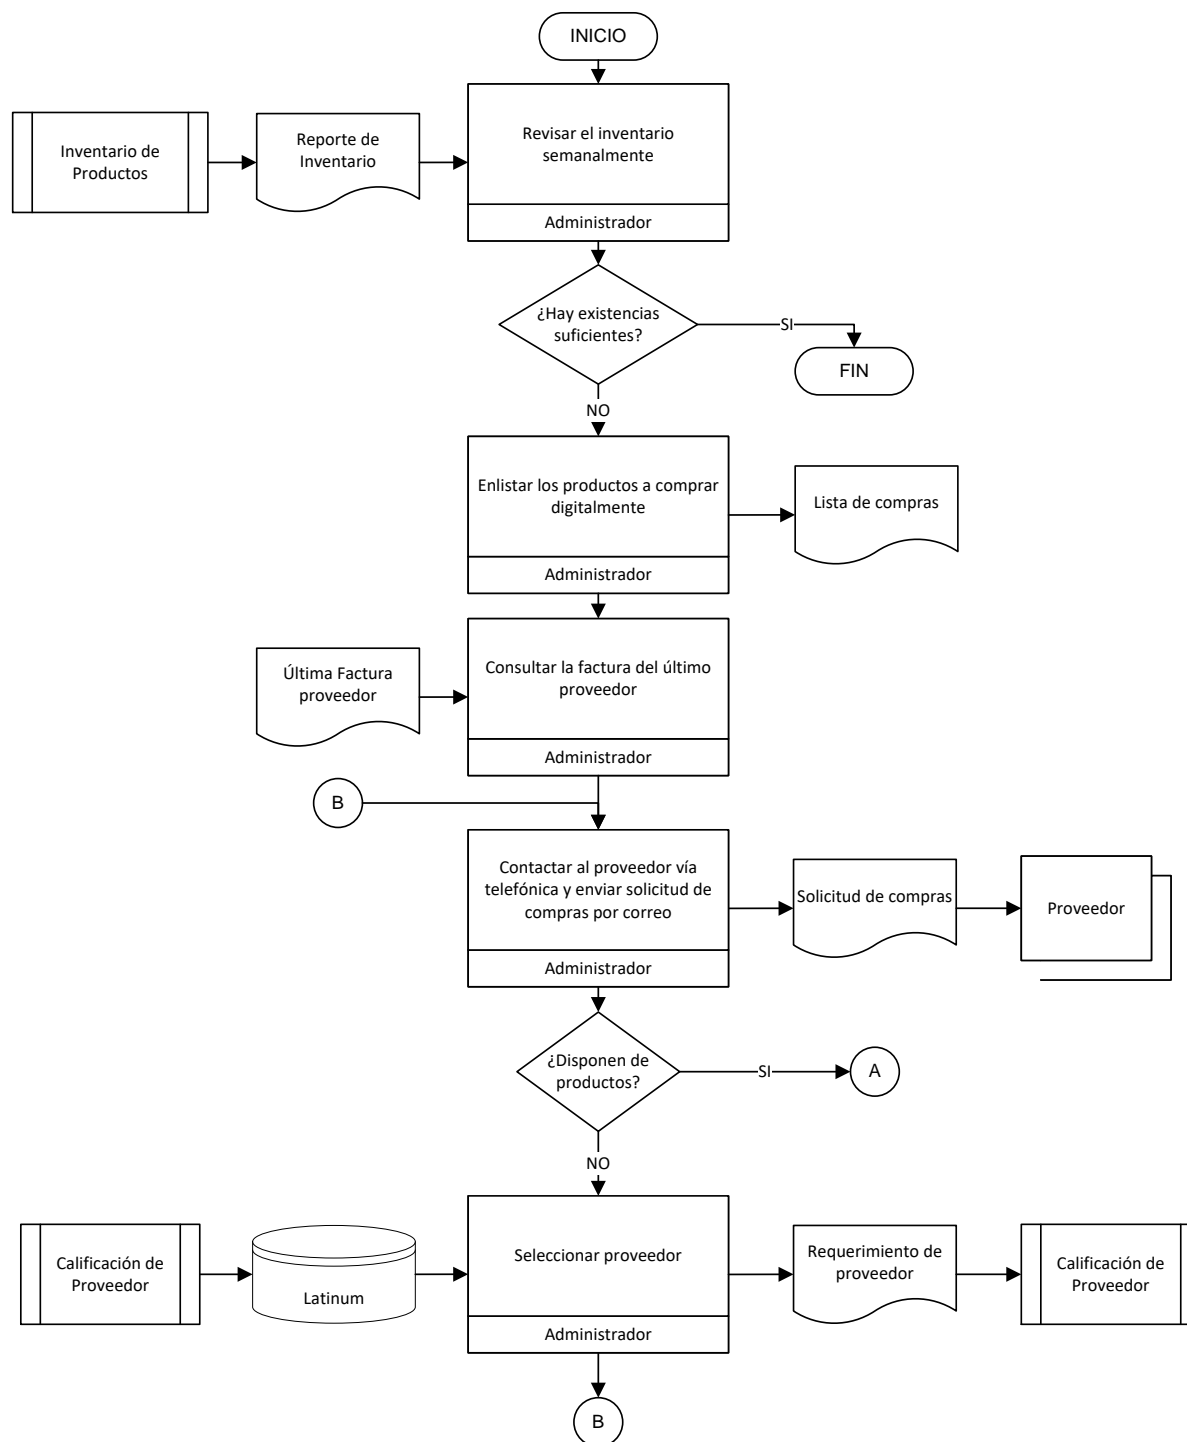 INICIO
Revisar el inventario
semanalmente
Administrador
Inventario de
Productos
Reporte de
Inventario
¿Hay existencias
suficientes?
SI
FIN
NO
Enlistar los productos a comprar
digitalmente
Administrador
Lista de compras
Última Factura
proveedor
Consultar la factura del último
proveedor
Administrador
B
Contactar al proveedor vía
telefónica y enviar solicitud de
compras por correo
Administrador
Solicitud de compras
Proveedor
¿Disponen de
productos?
SI
A
NO
Calificación de
Proveedor
Latinum
Seleccionar proveedor
Administrador
Requerimiento de
proveedor
Calificación de
Proveedor
B